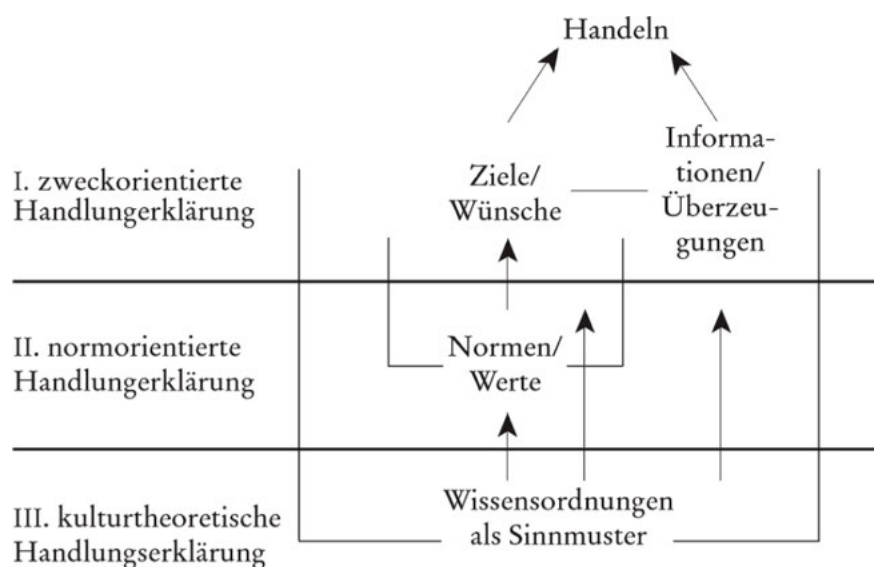 Handeln
I. zweckorientierte
Handlungerklärung
Ziele/
Wünsche
Informa-
tionen/
Überzeu-
gungen
II. normorientierte
Handlungerklärung
Normen/
Werte
III. kulturtheoretische
Handlungserklärung
Wissensordnungen
als Sinnmuster